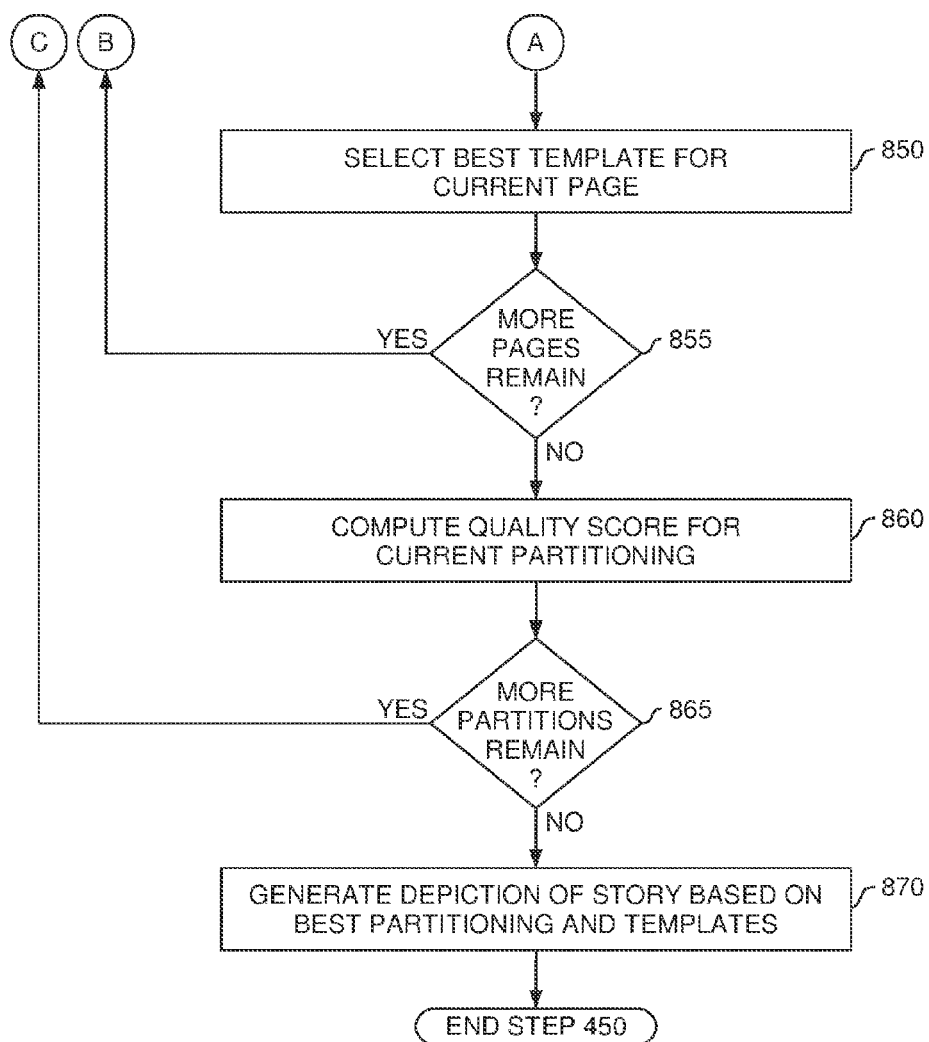 C B A
SELECT BEST TEMPLATE FOR
CURRENT PAGE
850
MORE
PAGES
REMAIN
?
855
YES
NO
COMPUTE QUALITY SCORE FOR
CURRENT PARTITIONING
860
MORE
PARTITIONS
REMAIN
?
865
YES
NO
GENERATE DEPICTION OF STORY BASED ON
BEST PARTITIONING AND TEMPLATES
870
END STEP 450